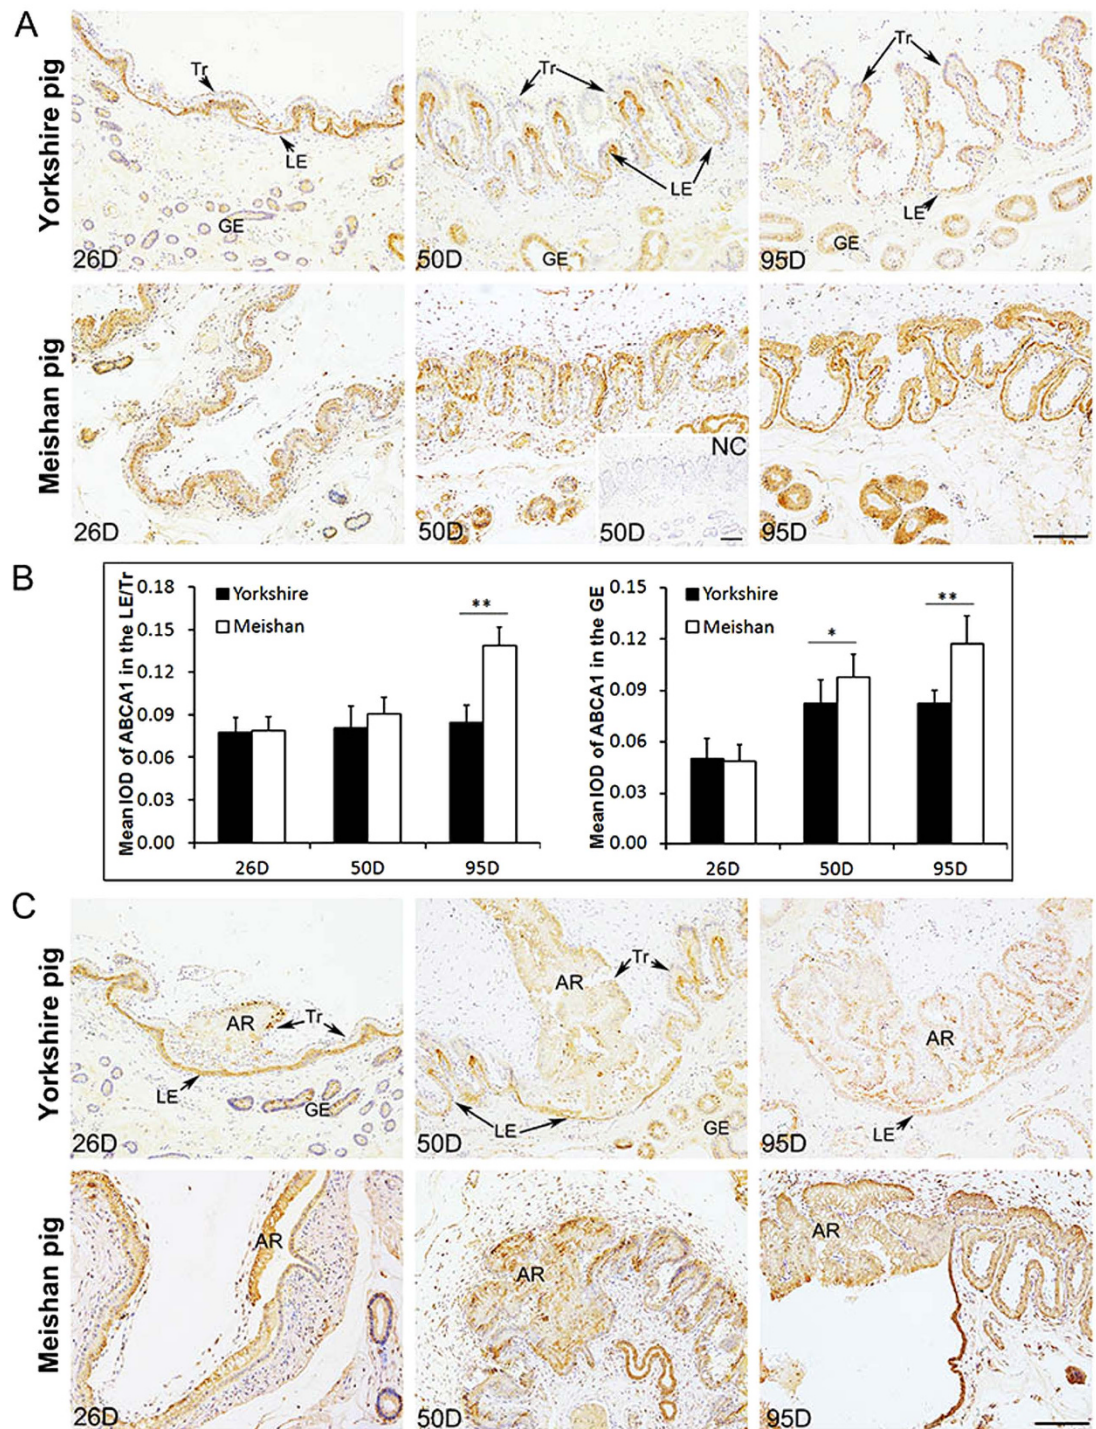 A
Yorkshire pig
Tr
LE
GE
26D
Tr
LE
GE
50D
Tr
LE
GE
95D
Meishan pig
26D
50D
NC
50D
95D
B
Mean IOD of ABCA1 in the LE/Tr
0.18
0.15
0.12
0.09
0.06
0.03
0.00
Yorkshire
Meishan
**
26D 50D 95D
Mean IOD of ABCA1 in the GE
0.15
0.12
0.09
0.06
0.03
0.00
Yorkshire
Meishan
*
**
26D 50D 95D
C
Yorkshire pig
AR
Tr
LE
GE
26D
AR
Tr
LE
GE
50D
AR
LE
95D
Meishan pig
AR
26D
AR
50D
AR
95D